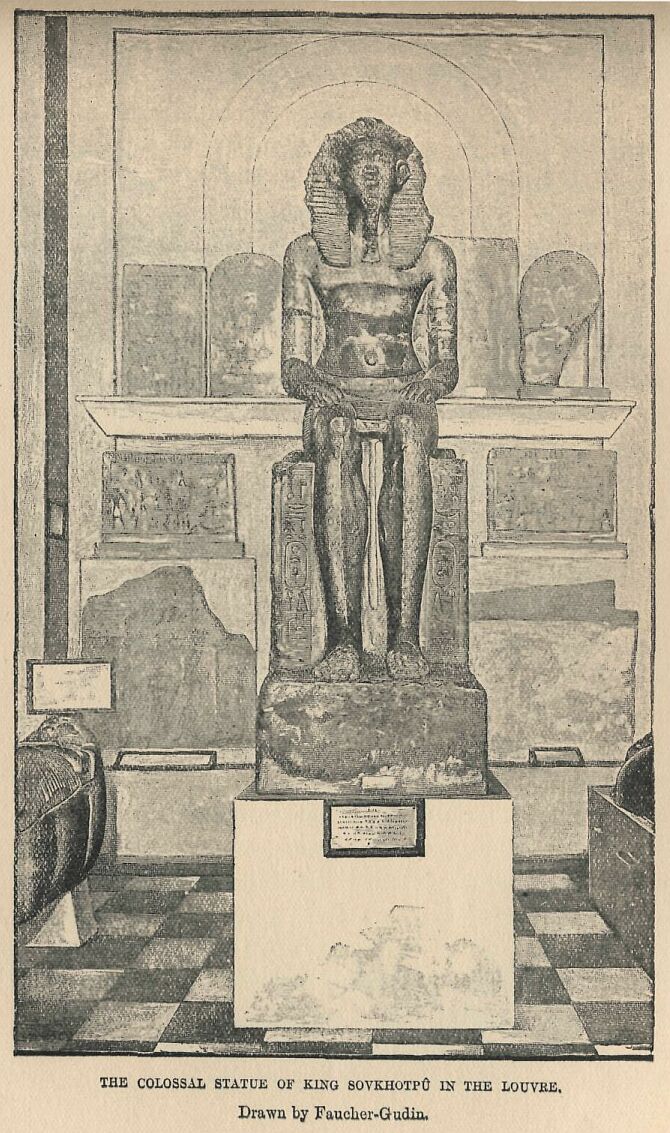 THE COLOSSAL STATUE OF KING SOVKHOTPÛ IN THE LOUVRE.
Drawn by Faucher-Gudin.